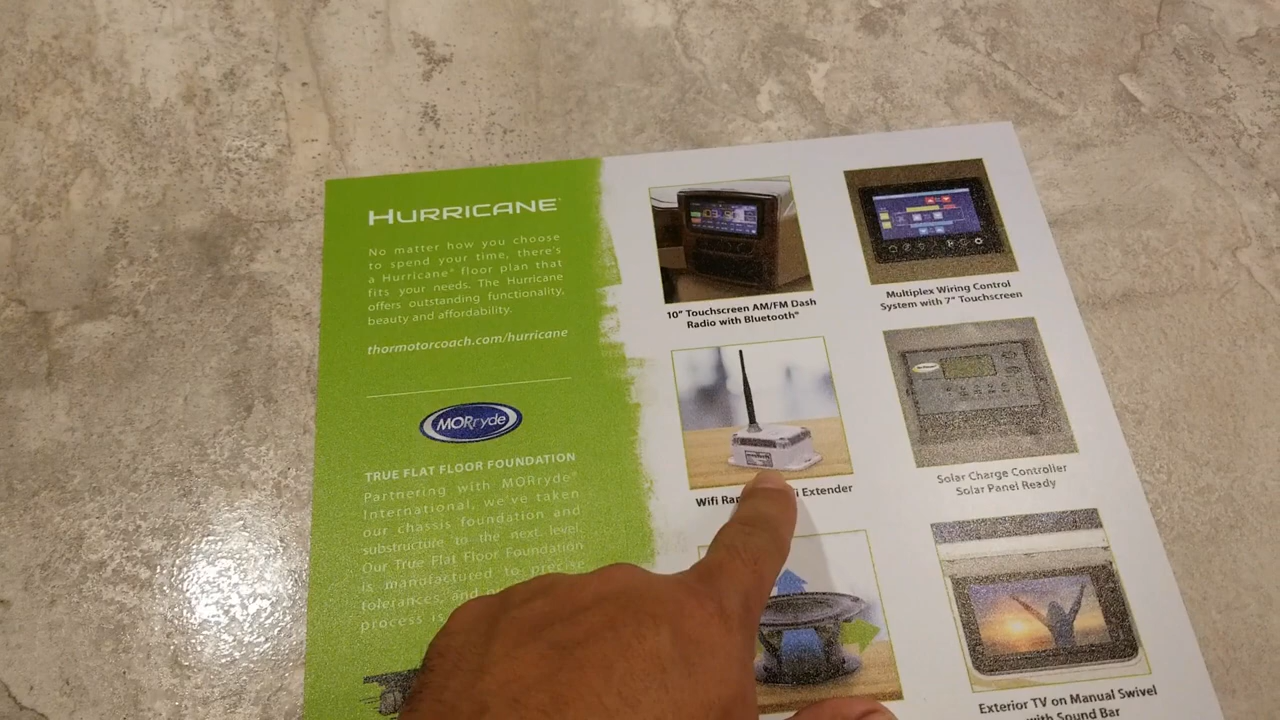 HURRICANE
No matter how you choose
to spend your time, there's
a Hurricane® floor plan that
fits your needs. The Hurricane
offers outstanding functionality,
beauty and affordability.
thormotorcoach.com/hurricane
MORryde
TRUE FLAT FLOOR FOUNDATION
Partnering with MORryde®
International, we've taken
our chassis foundation and
substructure to the next level.
Our True Flat Floor Foundation
is manufactured to precise
tolerances, and
process is
10" Touchscreen AM/FM Dash
Radio with Bluetooth®
Multiplex Wiring Control
System with 7" Touchscreen
Wifi Extender
Solar Charge Controller
Solar Panel Ready
Exterior TV on Manual Swivel
with Sound Bar